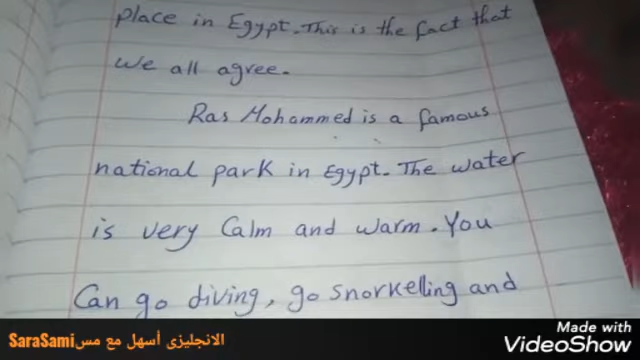 place in Egypt. This is the fact that
we all agree.
Ras Mohammed is a famous
national park in Egypt. The water
is very Calm and warm. You
Can go diving, go snorkelling and
الانجليزى أسهل مع مس SaraSami
Made with
VideoShow